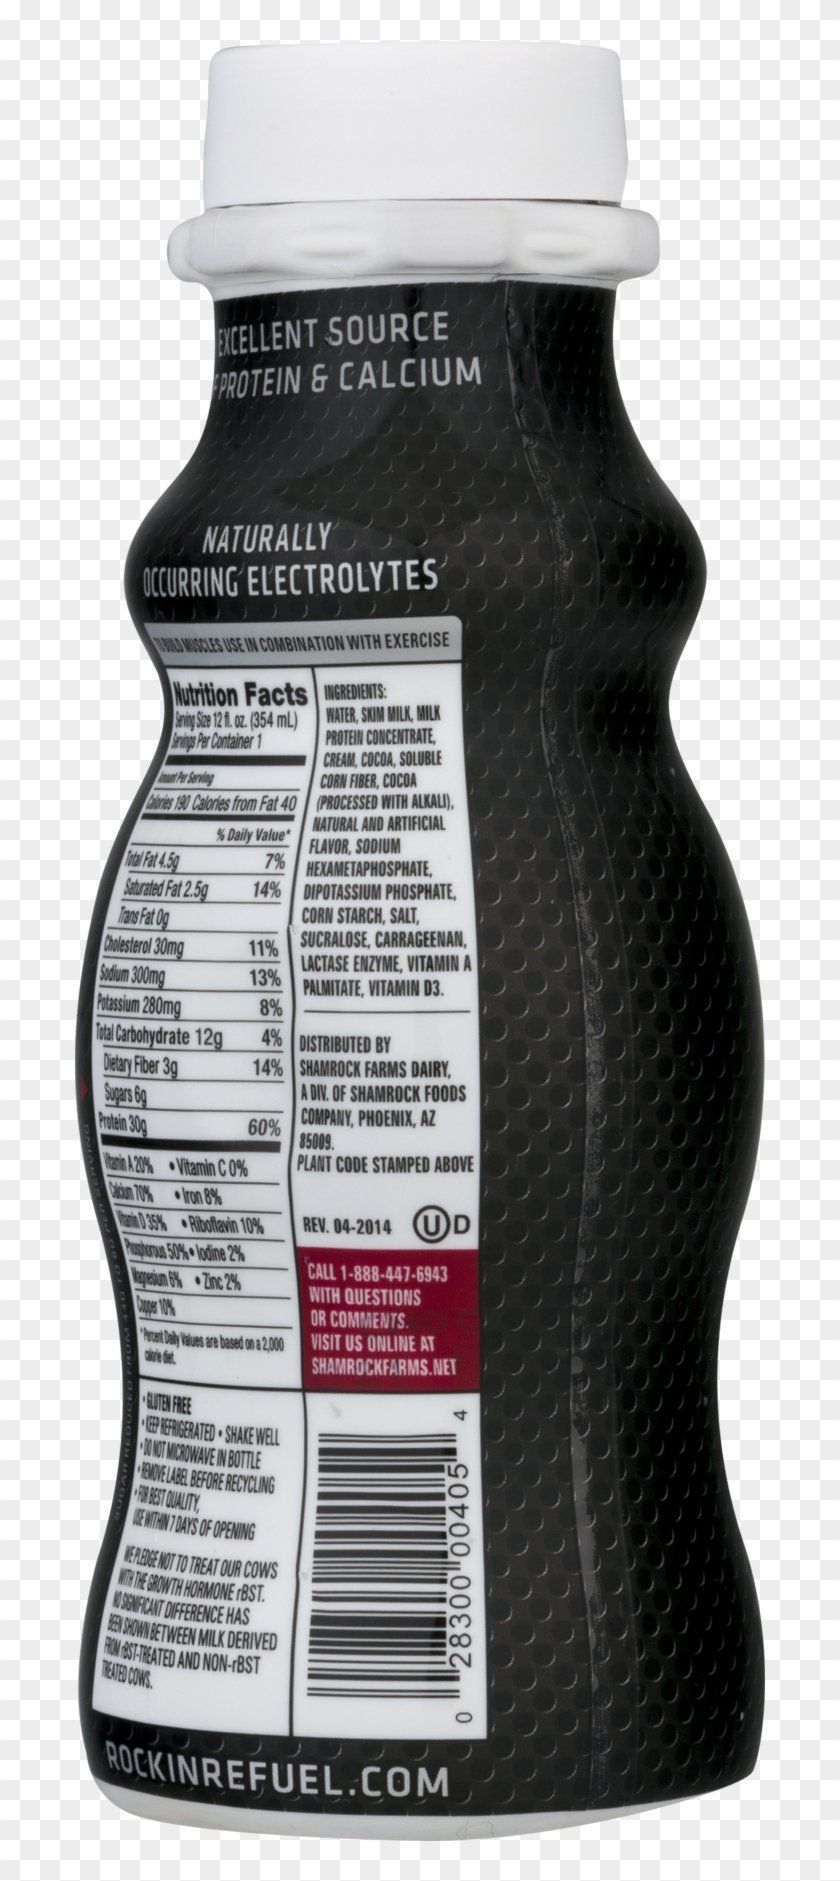 EXCELLENT SOURCE
PROTEIN & CALCIUM
NATURALLY
OCCURRING ELECTROLYTES
TO BUILD MUSCLES USE IN COMBINATION WITH EXERCISE
Nutrition Facts
Serving Size 12 fl. oz. (354 mL)
Servings Per Container 1
Amount Per Serving
Calories 190 Calories from Fat 40
% Daily Value*
Total Fat 4.5g 7%
Saturated Fat 2.5g 14%
Trans Fat 0g
Cholesterol 30mg 11%
Sodium 300mg 13%
Potassium 280mg 8%
Total Carbohydrate 12g 4%
Dietary Fiber 3g 14%
Sugars 6g
Protein 30g 60%
Vitamin A 20% • Vitamin C 0%
Calcium 70% • Iron 8%
Vitamin D 35% • Riboflavin 10%
Phosphorous 50% • Iodine 2%
Magnesium 6% • Zinc 2%
Copper 10%
*Percent Daily Values are based on a 2,000
calorie diet.
INGREDIENTS:
WATER, SKIM MILK, MILK
PROTEIN CONCENTRATE,
CREAM, COCOA, SOLUBLE
CORN FIBER, COCOA
(PROCESSED WITH ALKALI),
NATURAL AND ARTIFICIAL
FLAVOR, SODIUM
HEXAMETAPHOSPHATE,
DIPOTASSIUM PHOSPHATE,
CORN STARCH, SALT,
SUCRALOSE, CARRAGEENAN,
LACTASE ENZYME, VITAMIN A
PALMITATE, VITAMIN D3.
DISTRIBUTED BY
SHAMROCK FARMS DAIRY,
A DIV. OF SHAMROCK FOODS
COMPANY, PHOENIX, AZ
85009.
PLANT CODE STAMPED ABOVE
REV. 04-2014 U D
CALL 1-888-447-6943
WITH QUESTIONS
OR COMMENTS.
VISIT US ONLINE AT
SHAMROCKFARMS.NET
• GLUTEN FREE
• KEEP REFRIGERATED • SHAKE WELL
• DO NOT MICROWAVE IN BOTTLE
• REMOVE LABEL BEFORE RECYCLING
• FOR BEST QUALITY,
USE WITHIN 7 DAYS OF OPENING
WE PLEDGE NOT TO TREAT OUR COWS
WITH THE GROWTH HORMONE rBST.
NO SIGNIFICANT DIFFERENCE HAS
BEEN SHOWN BETWEEN MILK DERIVED
FROM rBST-TREATED AND NON-rBST
TREATED COWS.
0 28300 00405 4
SUGAR REDUCED FROM
ROCKINREFUEL.COM